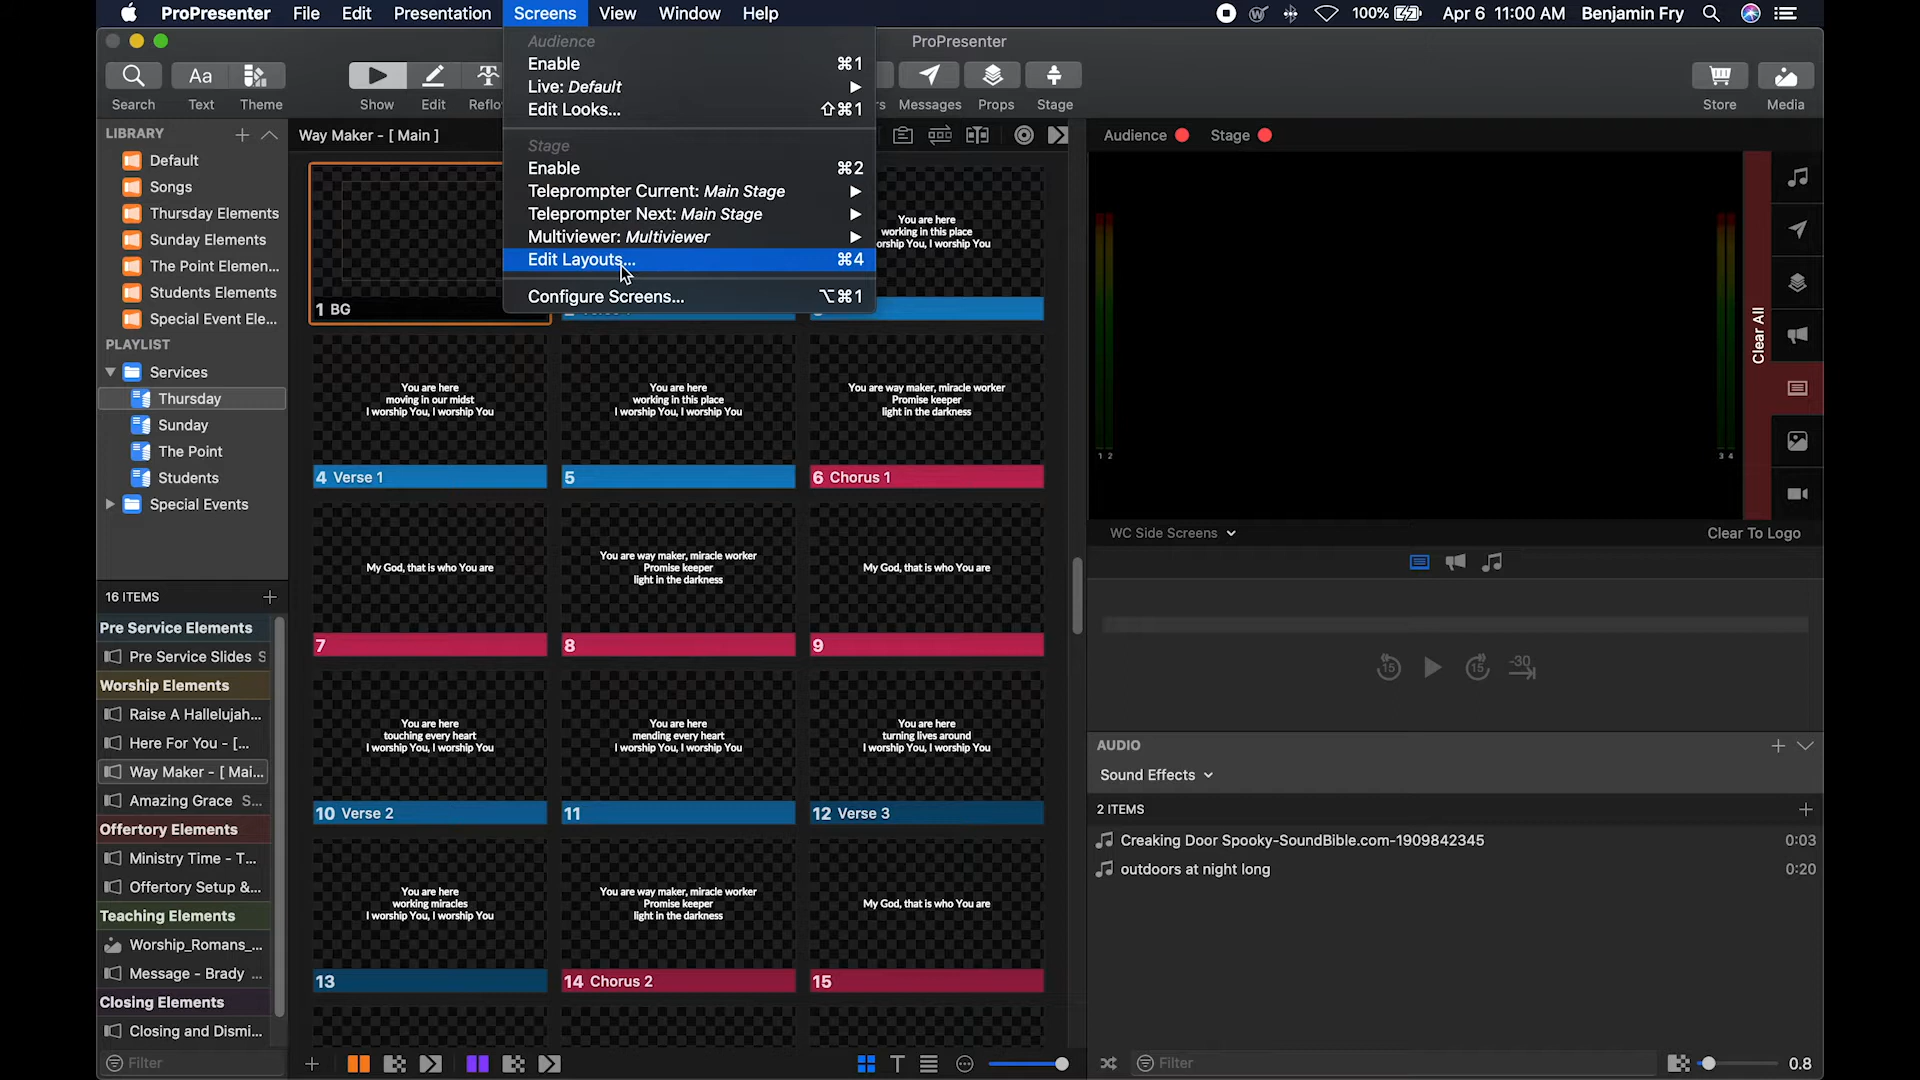 ProPresenter File Edit Presentation Screens View Window Help 100% Apr 6 11:00 AM Benjamin Fry
ProPresenter
Aa
Search Text Theme Show Edit Messages Props Stage Store Media
Audience
Enable ⌘1
Live: Default ▶
Edit Looks... ⇧⌘1
Stage
Enable ⌘2
Teleprompter Current: Main Stage ▶
Teleprompter Next: Main Stage ▶
Multiviewer: Multiviewer ▶
Edit Layouts... ⌘4
Configure Screens... ⌥⌘1
LIBRARY
Default
Songs
Thursday Elements
Sunday Elements
The Point Elemen...
Students Elements
Special Event Ele...
PLAYLIST
Services
Thursday
Sunday
The Point
Students
Special Events
16 ITEMS
Pre Service Elements
Pre Service Slides S
Worship Elements
Raise A Hallelujah...
Here For You - [...
Way Maker - [ Mai...
Amazing Grace S...
Offertory Elements
Ministry Time - T...
Offertory Setup &...
Teaching Elements
Worship_Romans_...
Message - Brady ...
Closing Elements
Closing and Dismi...
Filter
Way Maker - [ Main ]
1 BG
You are here
working in this place
orship You, I worship You
You are here
moving in our midst
I worship You, I worship You
4 Verse 1
You are here
working in this place
I worship You, I worship You
5
You are way maker, miracle worker
Promise keeper
light in the darkness
6 Chorus 1
My God, that is who You are
7
You are way maker, miracle worker
Promise keeper
light in the darkness
8
My God, that is who You are
9
You are here
touching every heart
I worship You, I worship You
10 Verse 2
You are here
mending every heart
I worship You, I worship You
11
You are here
turning lives around
I worship You, I worship You
12 Verse 3
You are here
working miracles
I worship You, I worship You
13
You are way maker, miracle worker
Promise keeper
light in the darkness
14 Chorus 2
My God, that is who You are
15
Audience Stage
1 2
3 4
Clear All
WC Side Screens
Clear To Logo
15 15 -30
AUDIO
Sound Effects
2 ITEMS
Creaking Door Spooky-SoundBible.com-1909842345 0:03
outdoors at night long 0:20
Filter
0.8